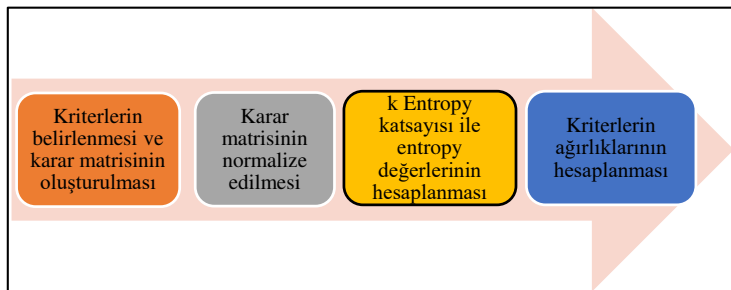 Kriterlerin
belirlenmesi ve
karar matrisinin
oluşturulması
Karar
matrisinin
normalize
edilmesi
k Entropy
katsayısı ile
entropy
değerlerinin
hesaplanması
Kriterlerin
ağırlıklarının
hesaplanması